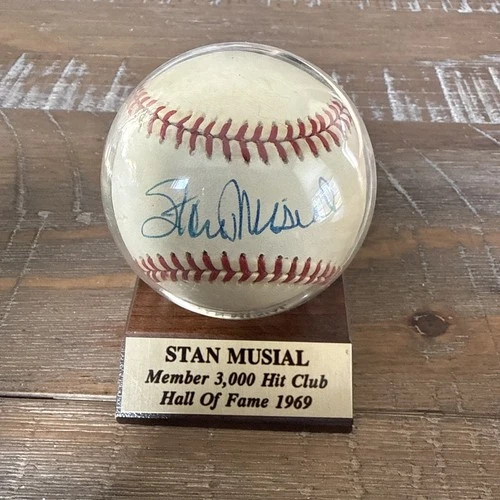 Stan Musial
STAN MUSIAL
Member 3,000 Hit Club
Hall Of Fame 1969